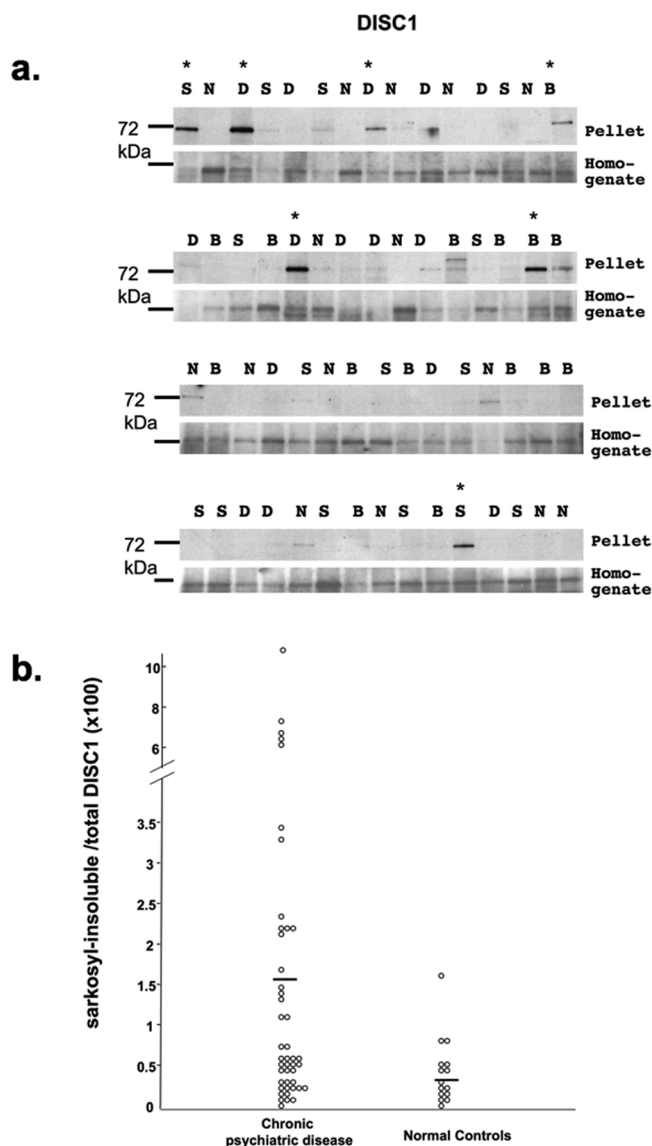 DISC1
a.
* * * *
S N D S D S N D N D N D S N B
72
kDa
Pellet
Homo-
genate
* *
D B S B D N D D N D B S B B B
72
kDa
Pellet
Homo-
genate
N B N D S N B S B D S N B B B
72
kDa
Pellet
Homo-
genate
*
S S D D N S B N S B S D S N N
72
kDa
Pellet
Homo-
genate
b.
sarkosyl-insoluble /total DISC1 (x100)
10
8
6
3.5
3
2.5
2
1.5
1
0.5
0
Chronic
psychiatric disease
Normal Controls